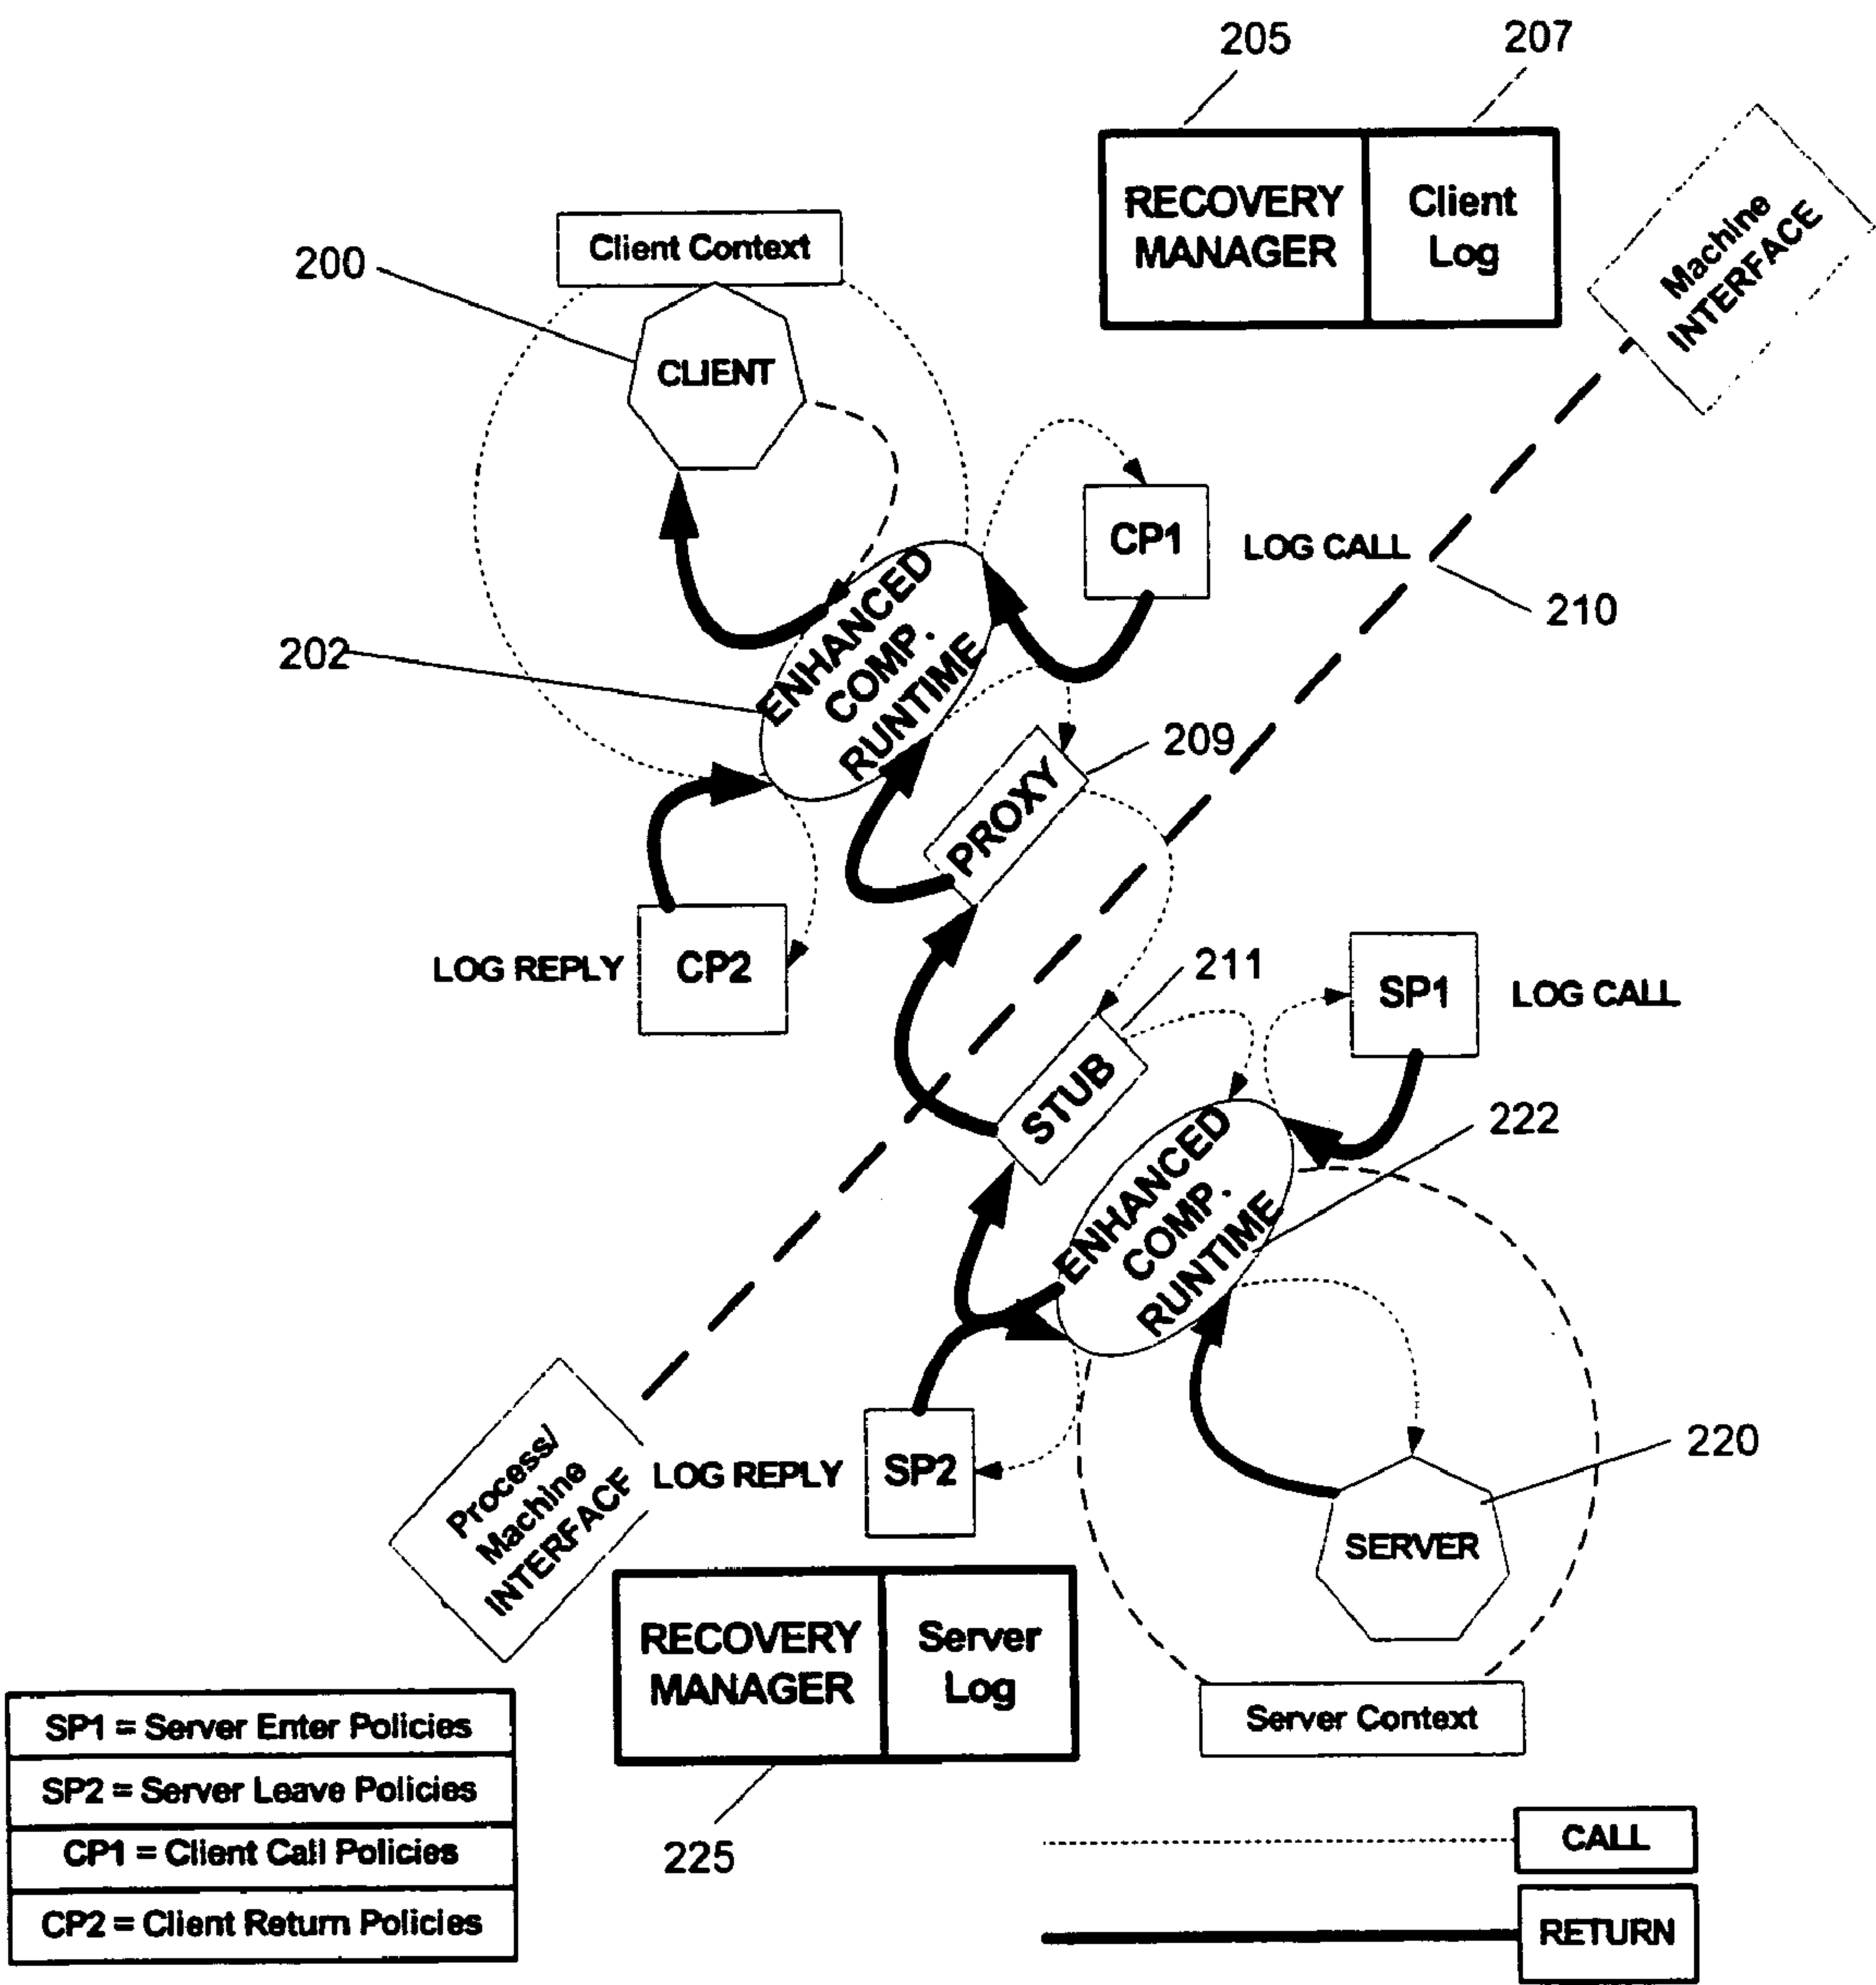 205
207
RECOVERY
MANAGER
Client
Log
Machine
INTERFACE
Client Context
200
CLIENT
CP1
LOG CALL
210
202
ENHANCED
COMP.
RUNTIME
209
PROXY
LOG REPLY
CP2
211
SP1
LOG CALL
STUB
222
ENHANCED
COMP.
RUNTIME
220
Process/
Machine
INTERFACE
LOG REPLY
SP2
SERVER
RECOVERY
MANAGER
Server
Log
Server Context
225
SP1 = Server Enter Policies
SP2 = Server Leave Policies
CP1 = Client Call Policies
CP2 = Client Return Policies
CALL
RETURN